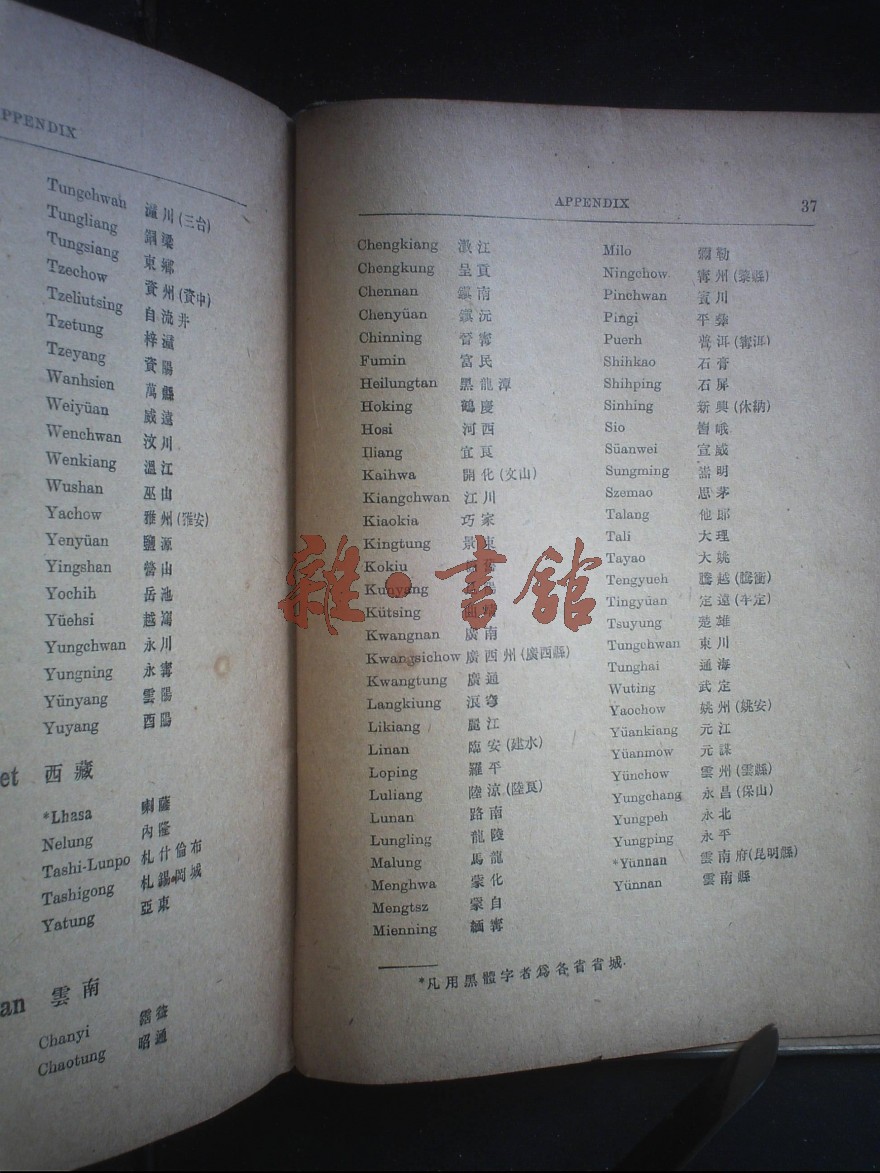 APPENDIX
Tungchwan 潼川(三台)
Tungliang 銅梁
Tungsiang 東鄉
Tzechow 資州(資中)
Tzeliutsing 自流井
Tzetung 梓潼
Tzeyang 資陽
Wanhsien 萬縣
Weiyüan 威遠
Wenchwan 汶川
Wenkiang 溫江
Wushan 巫山
Yachow 雅州(雅安)
Yenyüan 鹽源
Yingshan 營山
Yochih 岳池
Yüehsi 越嶲
Yungchwan 永川
Yungning 永寗
Yünyang 雲陽
Yuyang 酉陽
et 西藏
*Lhasa 喇薩
Nelung 內隆
Tashi-Lunpo 札什倫布
Tashigong 札錫岡城
Yatung 亞東
an 雲南
Chanyi 霑益
Chaotung 昭通
APPENDIX 37
Chengkiang 澂江
Chengkung 呈貢
Chennan 鎭南
Chenyüan 鎭沅
Chinning 晉寗
Fumin 富民
Heilungtan 黑龍潭
Hoking 鶴慶
Hosi 河西
Iliang 宜良
Kaihwa 開化(文山)
Kiangchwan 江川
Kiaokia 巧家
Kingtung 景東
Kokiu
Kunyang
Kütsing
Kwangnan 廣南
Kwangsichow 廣西州(廣西縣)
Kwangtung 廣通
Langkiung 浪穹
Likiang 麗江
Linan 臨安(建水)
Loping 羅平
Luliang 陸涼(陸良)
Lunan 路南
Lungling 龍陵
Malung 馬龍
Menghwa 蒙化
Mengtsz 蒙自
Mienning 緬寗
Milo 彌勒
Ningchow 寗州(黎縣)
Pinchwan 賓川
Pingi 平彝
Puerh 普洱(寗洱)
Shihkao 石膏
Shihping 石屏
Sinhing 新興(休納)
Sio 嶍峨
Süanwei 宣威
Sungming 嵩明
Szemao 思茅
Talang 他郎
Tali 大理
Tayao 大姚
Tengyueh 騰越(騰衝)
Tingyüan 定遠(牟定)
Tsuyung 楚雄
Tungchwan 東川
Tunghai 通海
Wuting 武定
Yaochow 姚州(姚安)
Yüankiang 元江
Yüanmow 元謀
Yünchow 雲州(雲縣)
Yungchang 永昌(保山)
Yungpeh 永北
Yungping 永平
*Yünnan 雲南府(昆明縣)
Yünnan 雲南縣
*凡用黑體字者爲各省省城.
雜·書館